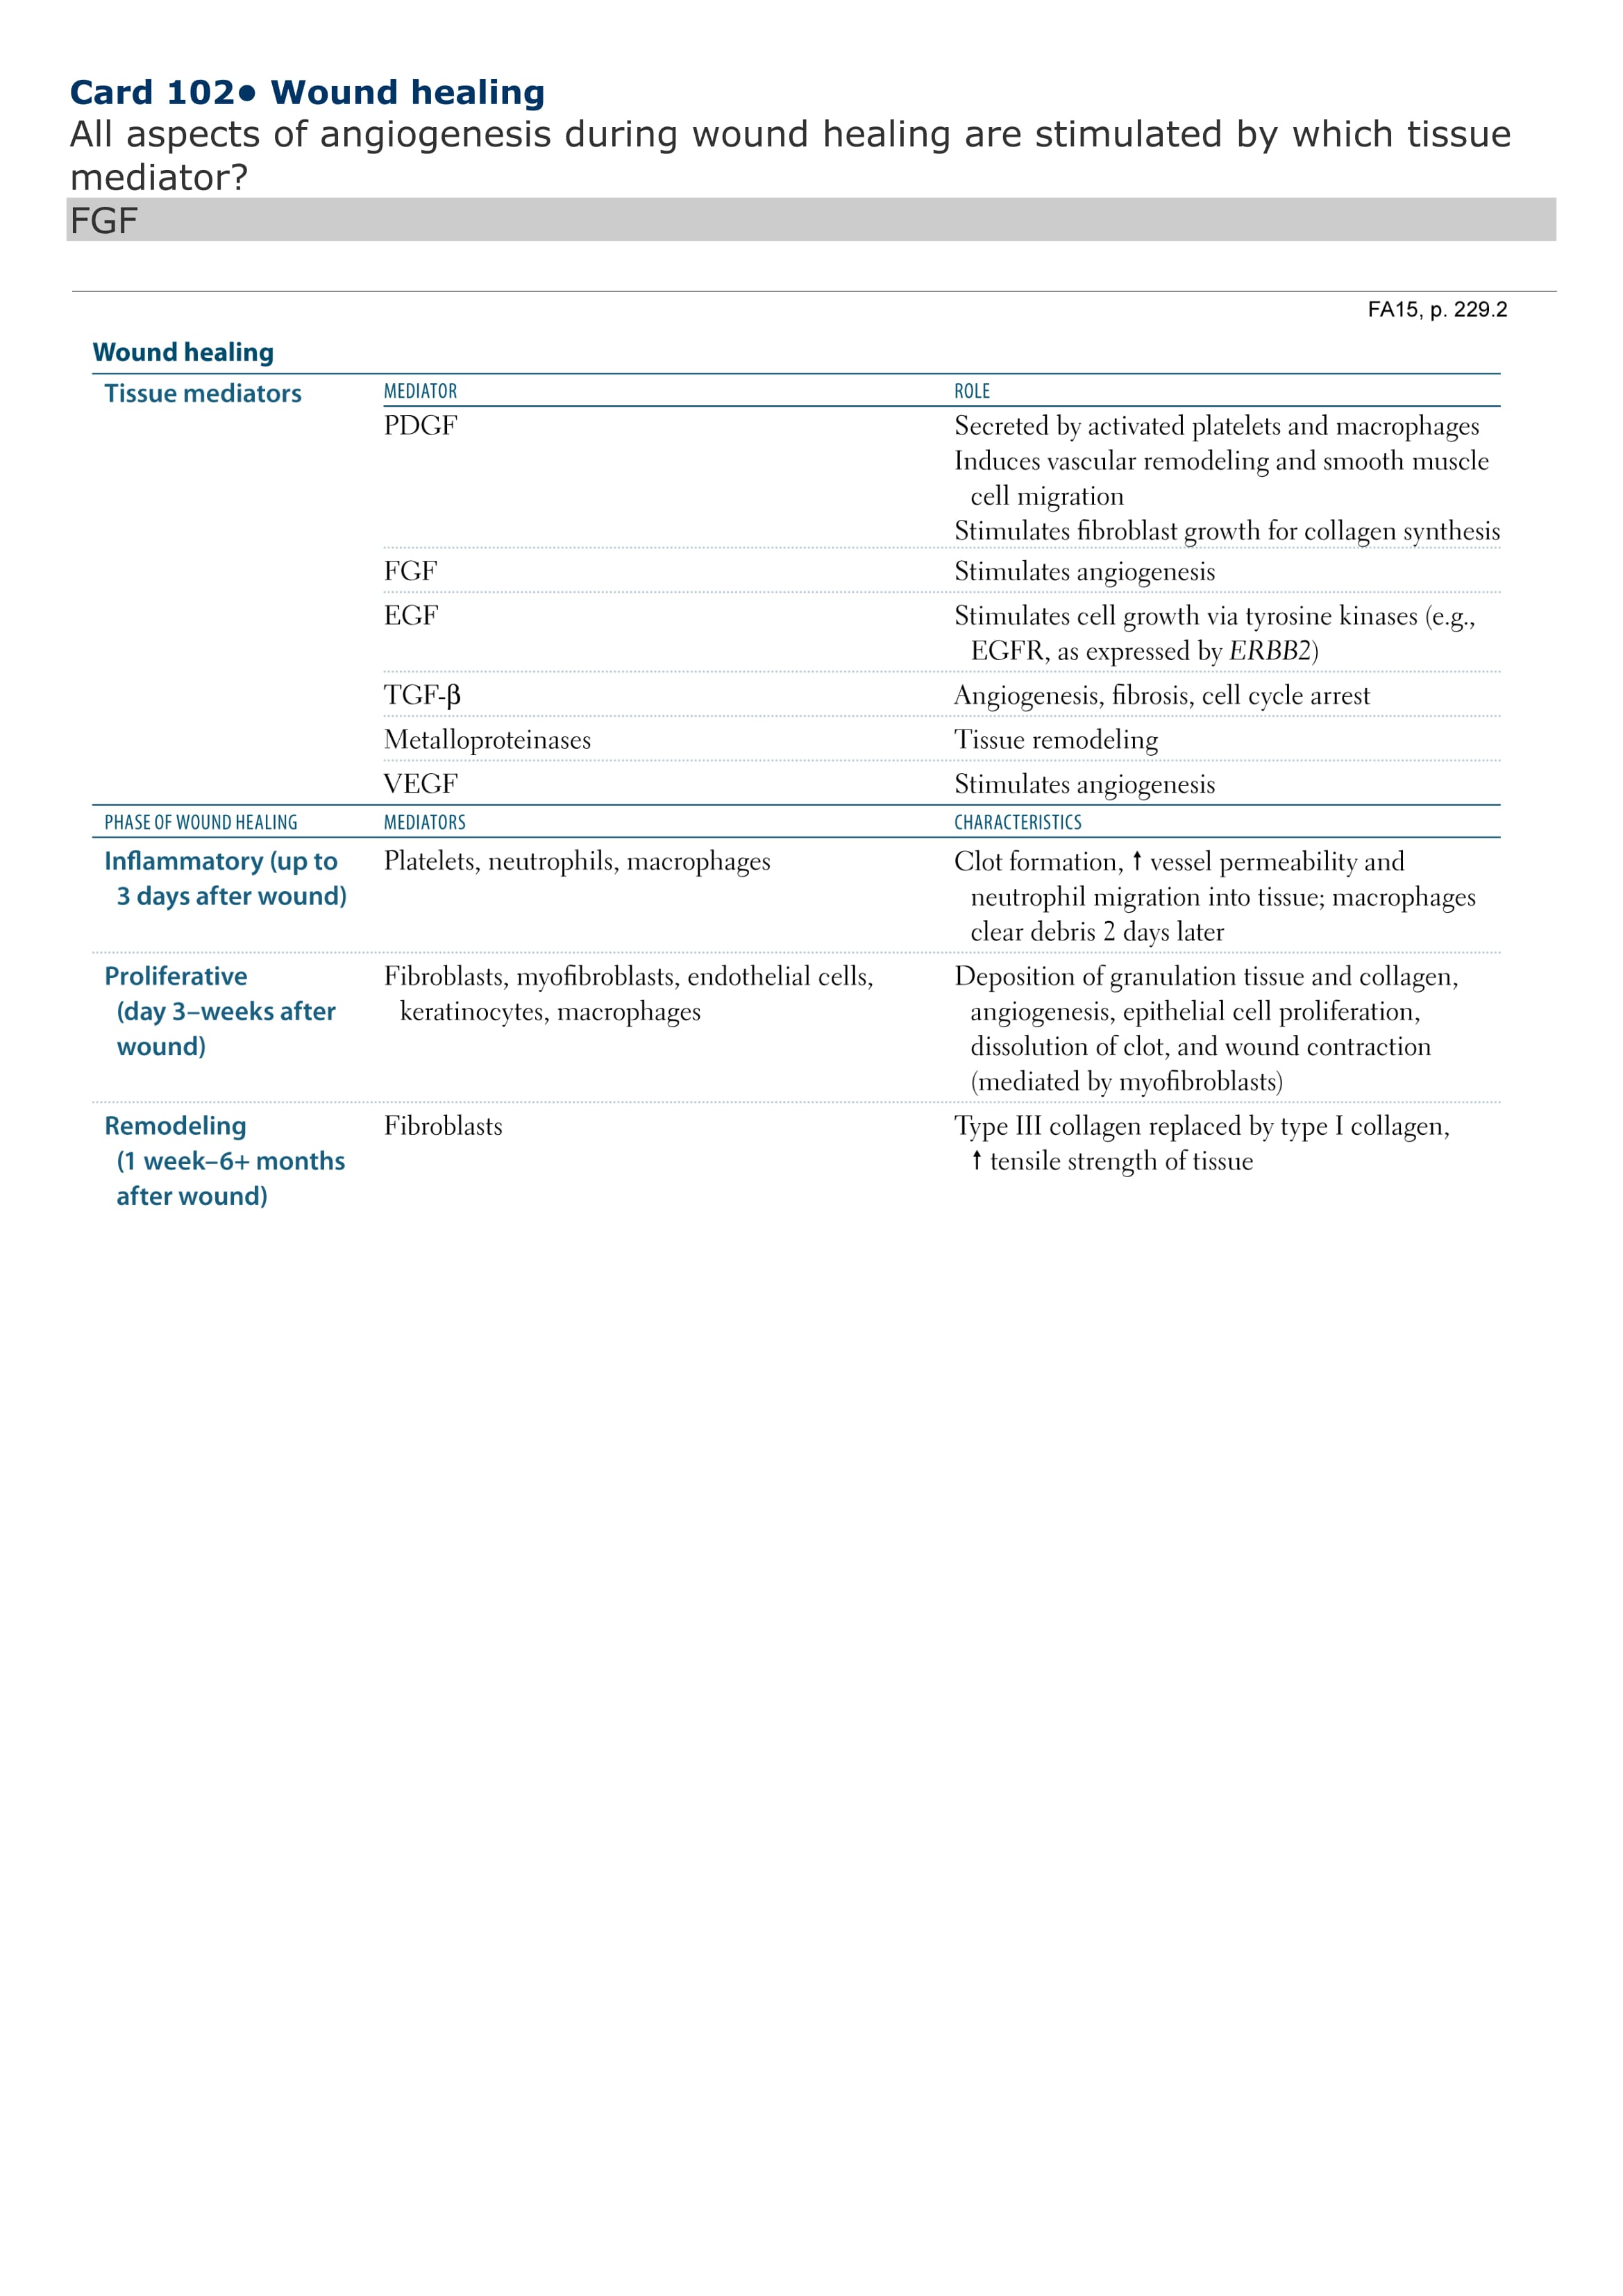 Card 102● Wound healing
All aspects of angiogenesis during wound healing are stimulated by which tissue
mediator?
FGF
FA15, p. 229.2
Wound healing
Tissue mediators MEDIATOR ROLE
PDGF Secreted by activated platelets and macrophages
Induces vascular remodeling and smooth muscle
cell migration
Stimulates fibroblast growth for collagen synthesis
FGF Stimulates angiogenesis
EGF Stimulates cell growth via tyrosine kinases (e.g.,
EGFR, as expressed by ERBB2)
TGF-β Angiogenesis, fibrosis, cell cycle arrest
Metalloproteinases Tissue remodeling
VEGF Stimulates angiogenesis
PHASE OF WOUND HEALING MEDIATORS CHARACTERISTICS
Inflammatory (up to Platelets, neutrophils, macrophages Clot formation, ↑ vessel permeability and
3 days after wound) neutrophil migration into tissue; macrophages
clear debris 2 days later
Proliferative Fibroblasts, myofibroblasts, endothelial cells, Deposition of granulation tissue and collagen,
(day 3–weeks after keratinocytes, macrophages angiogenesis, epithelial cell proliferation,
wound) dissolution of clot, and wound contraction
(mediated by myofibroblasts)
Remodeling Fibroblasts Type III collagen replaced by type I collagen,
(1 week–6+ months ↑ tensile strength of tissue
after wound)